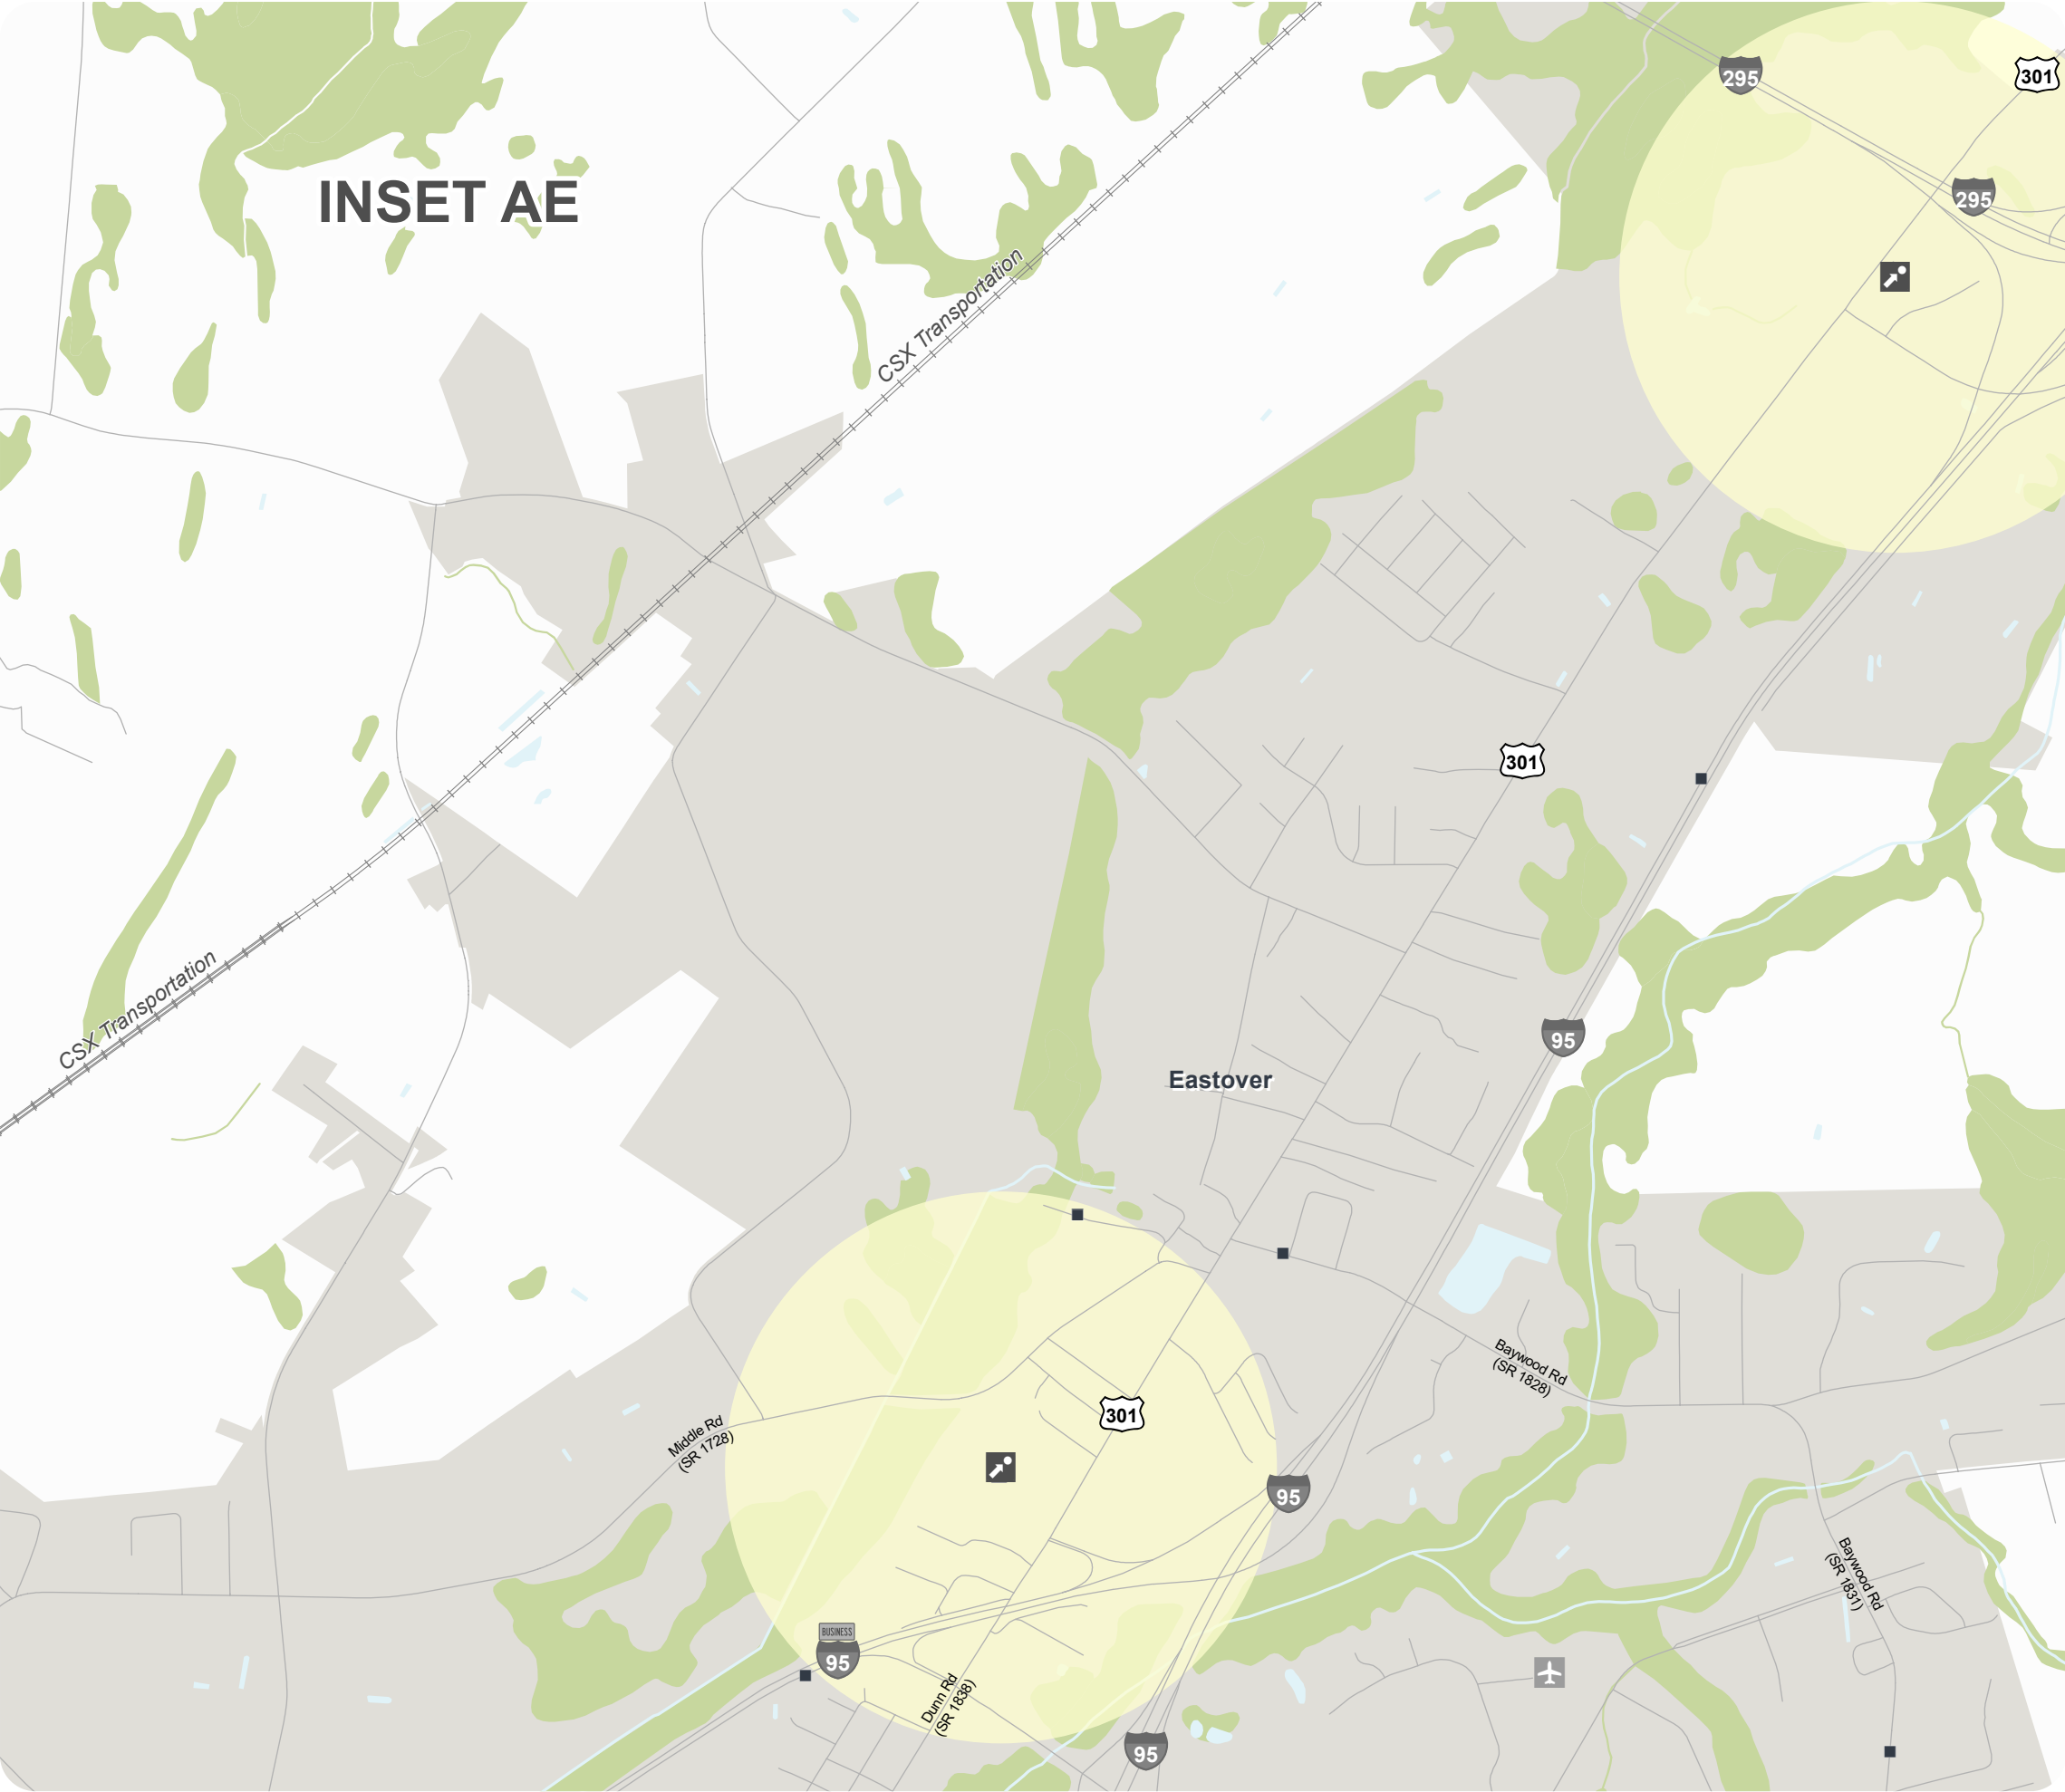 295
301
295
INSET AE
CSX Transportation
301
CSX Transportation
95
Eastover
Baywood Rd
(SR 1828)
301
Middle Rd
(SR 1728)
95
Baywood Rd
(SR 1831)
BUSINESS
95
Dunn Rd
(SR 1838)
95